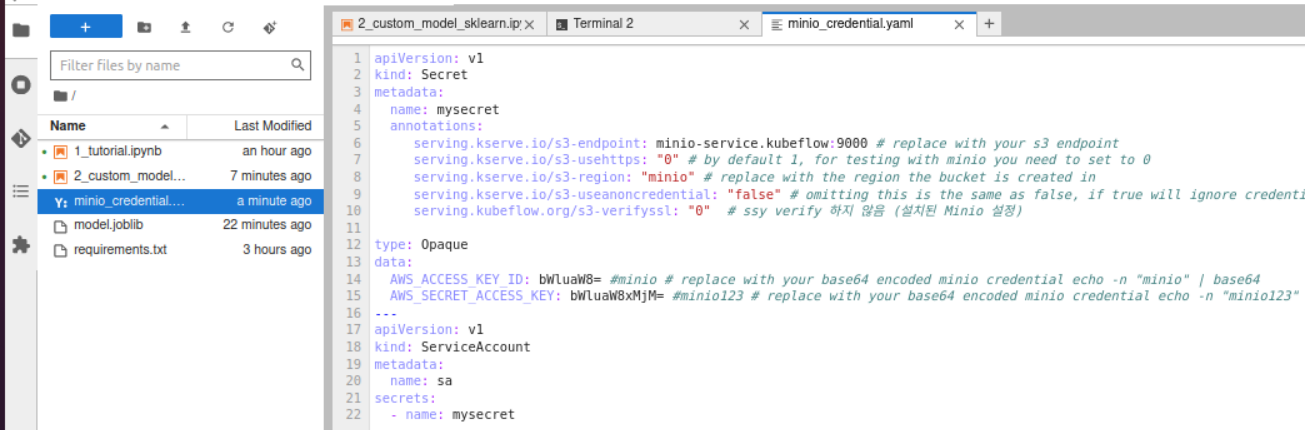 +
Filter files by name
/
Name
Last Modified
1_tutorial.ipynb
an hour ago
2_custom_model...
7 minutes ago
minio_credential....
a minute ago
model.joblib
22 minutes ago
requirements.txt
3 hours ago
2_custom_model_sklearn.ipy
Terminal 2
minio_credential.yaml
+
1 apiVersion: v1
2 kind: Secret
3 metadata:
4   name: mysecret
5   annotations:
6      serving.kserve.io/s3-endpoint: minio-service.kubeflow:9000 # replace with your s3 endpoint
7      serving.kserve.io/s3-usehttps: "0" # by default 1, for testing with minio you need to set to 0
8      serving.kserve.io/s3-region: "minio" # replace with the region the bucket is created in
9      serving.kserve.io/s3-useanoncredential: "false" # omitting this is the same as false, if true will ignore credenti
10      serving.kubeflow.org/s3-verifyssl: "0"  # ssy verify 하지 않음 (설치된 Minio 설정)
11
12 type: Opaque
13 data:
14   AWS_ACCESS_KEY_ID: bWluaW8= #minio # replace with your base64 encoded minio credential echo -n "minio" | base64
15   AWS_SECRET_ACCESS_KEY: bWluaW8xMjM= #minio123 # replace with your base64 encoded minio credential echo -n "minio123"
16 ---
17 apiVersion: v1
18 kind: ServiceAccount
19 metadata:
20   name: sa
21 secrets:
22   - name: mysecret